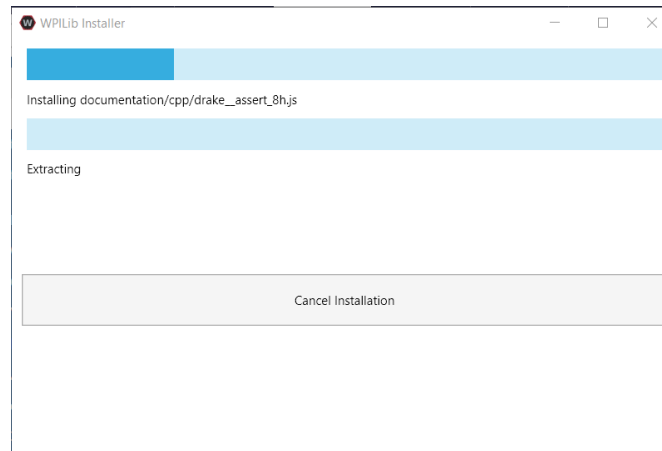 WPILib Installer
Installing documentation/cpp/drake__assert_8h.js
Extracting
Cancel Installation